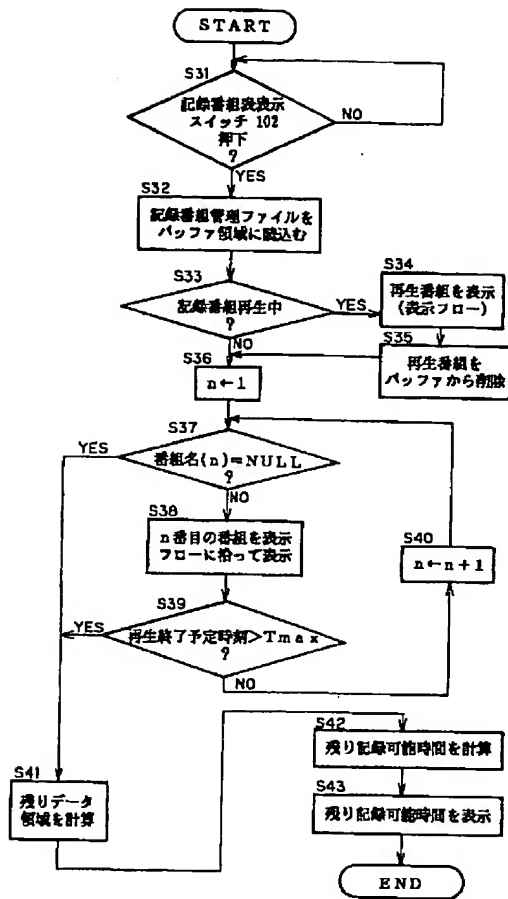 START
S31
記録番組表表示
スイッチ 102
押下
?
NO
YES
S32
記録番組管理ファイルを
バッファ領域に読込む
S33
記録番組再生中
?
YES
NO
S34
再生番組を表示
(表示フロー)
S35
再生番組を
バッファから削除
S36
n←1
S37
番組名(n)=NULL
?
YES
NO
S38
n番目の番組を表示
フローに沿って表示
S39
再生終了予定時刻>Tmax
?
YES
NO
S40
n←n+1
S41
残りデータ
領域を計算
S42
残り記録可能時間を計算
S43
残り記録可能時間を表示
END